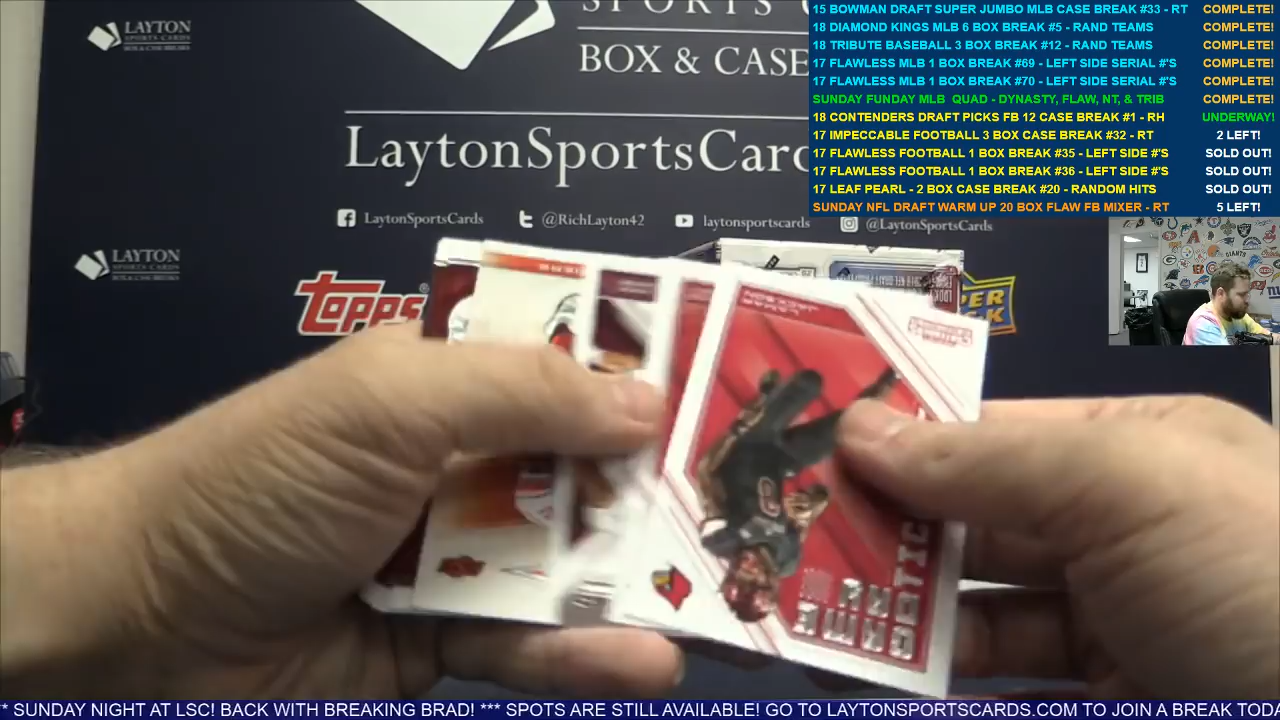 LAYTON
SPORTS CARDS
BOX & CASE BREAKS
SPORTS
BOX & CASE
LaytonSportsCards
LaytonSportsCards
@RichLayton42
laytonsportscards
@LaytonSportsCards
LAYTON
SPORTS CARDS
topps
15 BOWMAN DRAFT SUPER JUMBO MLB CASE BREAK #33 - RT COMPLETE!
18 DIAMOND KINGS MLB 6 BOX BREAK #5 - RAND TEAMS COMPLETE!
18 TRIBUTE BASEBALL 3 BOX BREAK #12 - RAND TEAMS COMPLETE!
17 FLAWLESS MLB 1 BOX BREAK #69 - LEFT SIDE SERIAL #'S COMPLETE!
17 FLAWLESS MLB 1 BOX BREAK #70 - LEFT SIDE SERIAL #'S COMPLETE!
SUNDAY FUNDAY MLB QUAD - DYNASTY, FLAW, NT, & TRIB COMPLETE!
18 CONTENDERS DRAFT PICKS FB 12 CASE BREAK #1 - RH UNDERWAY!
17 IMPECCABLE FOOTBALL 3 BOX CASE BREAK #32 - RT 2 LEFT!
17 FLAWLESS FOOTBALL 1 BOX BREAK #35 - LEFT SIDE #'S SOLD OUT!
17 FLAWLESS FOOTBALL 1 BOX BREAK #36 - LEFT SIDE #'S SOLD OUT!
17 LEAF PEARL - 2 BOX CASE BREAK #20 - RANDOM HITS SOLD OUT!
SUNDAY NFL DRAFT WARM UP 20 BOX FLAW FB MIXER - RT 5 LEFT!
** SUNDAY NIGHT AT LSC! BACK WITH BREAKING BRAD! *** SPOTS ARE STILL AVAILABLE! GO TO LAYTONSPORTSCARDS.COM TO JOIN A BREAK TODA